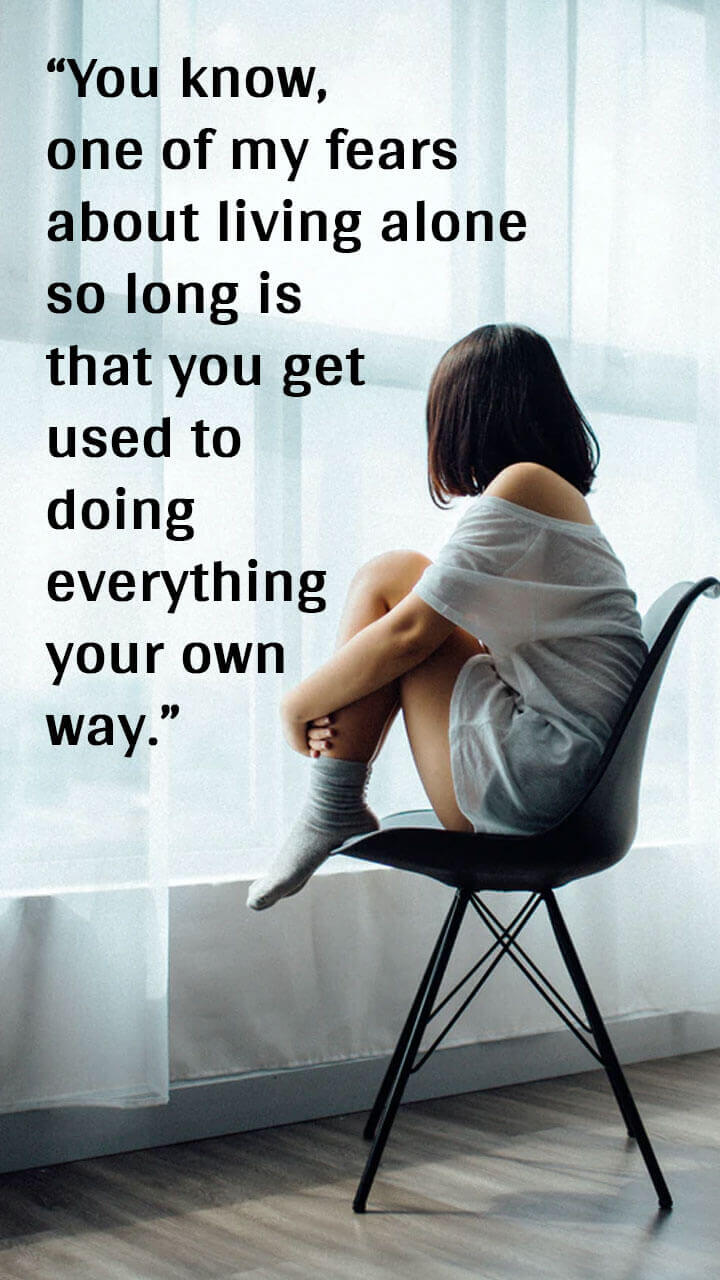 “You know,
one of my fears
about living alone
so long is
that you get
used to
doing
everything
your own
way.”